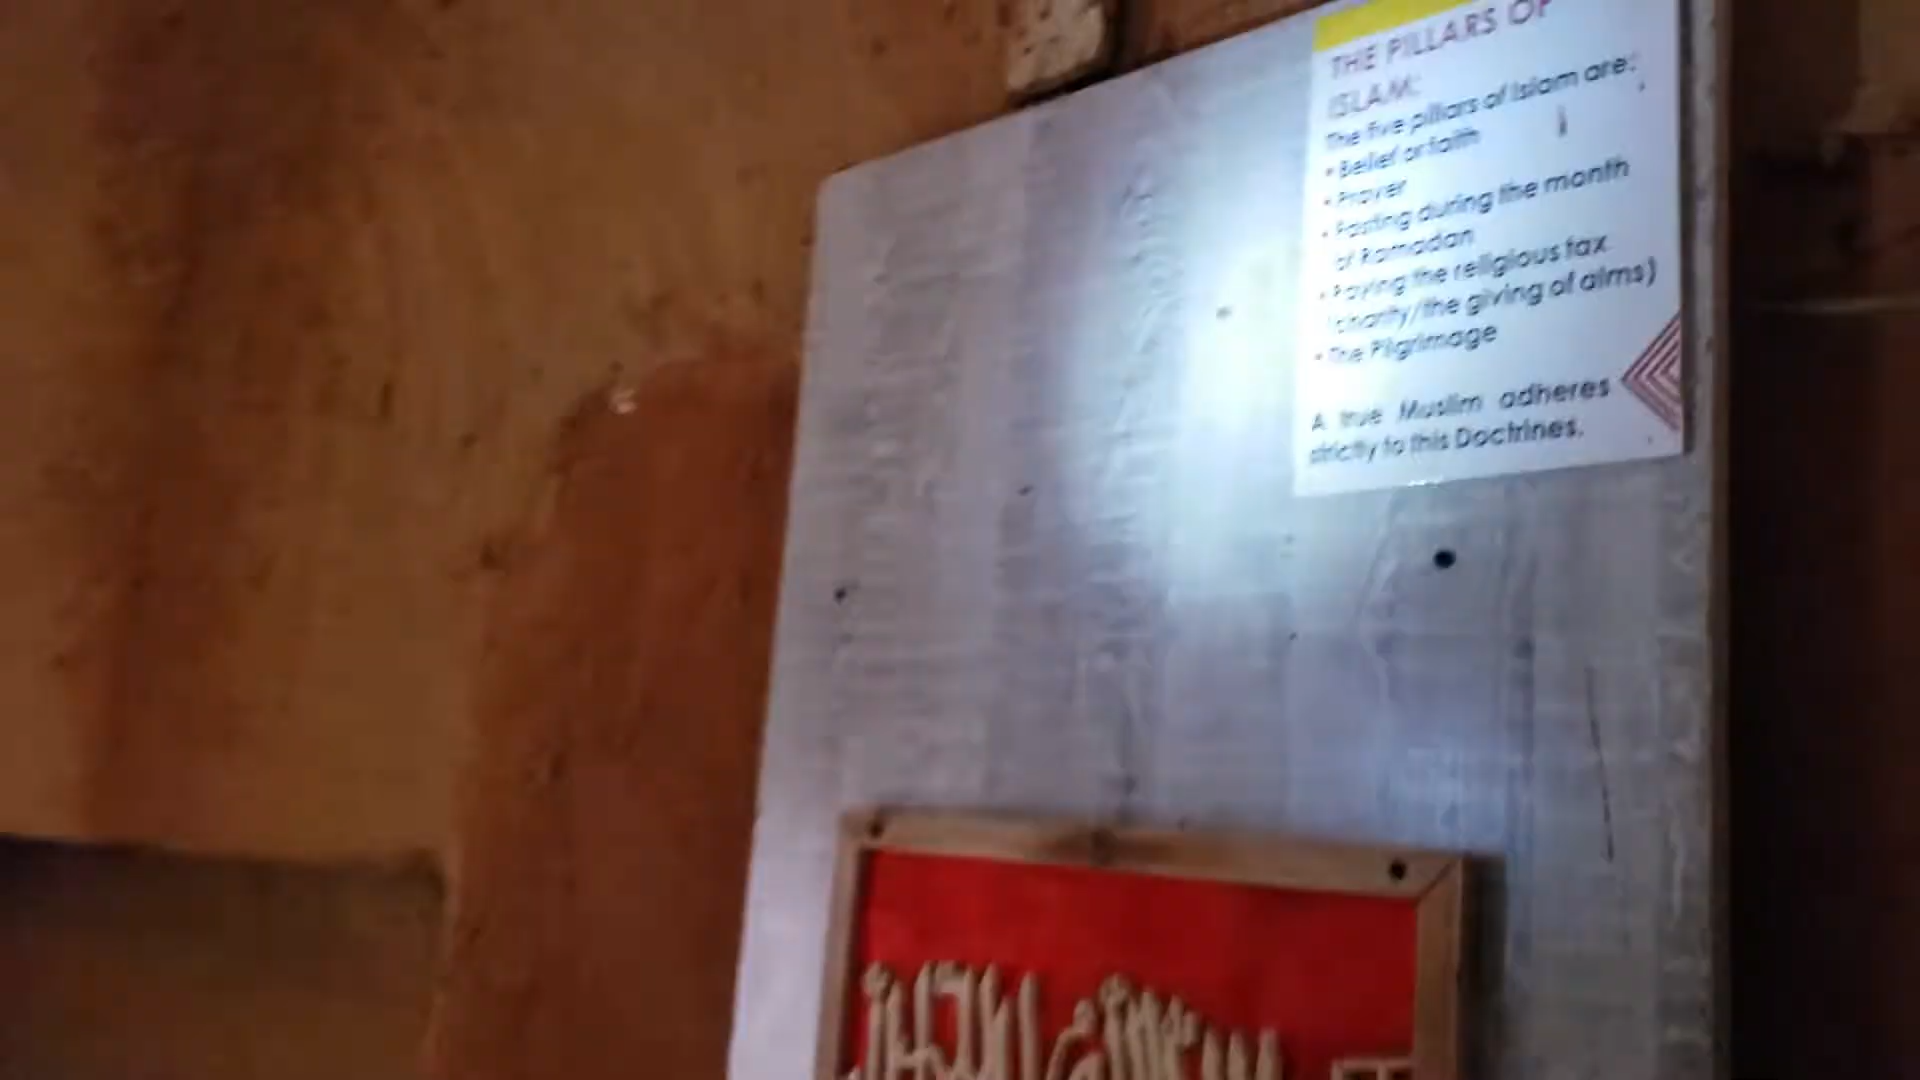 THE PILLARS OF
ISLAM:
The five pillars of Islam are:
• Belief or faith
• Prayer
• Fasting during the month
of Ramadan
• Paying the religious tax
(charity/the giving of alms)
• The Pilgrimage
A true Muslim adheres
strictly to this Doctrines.